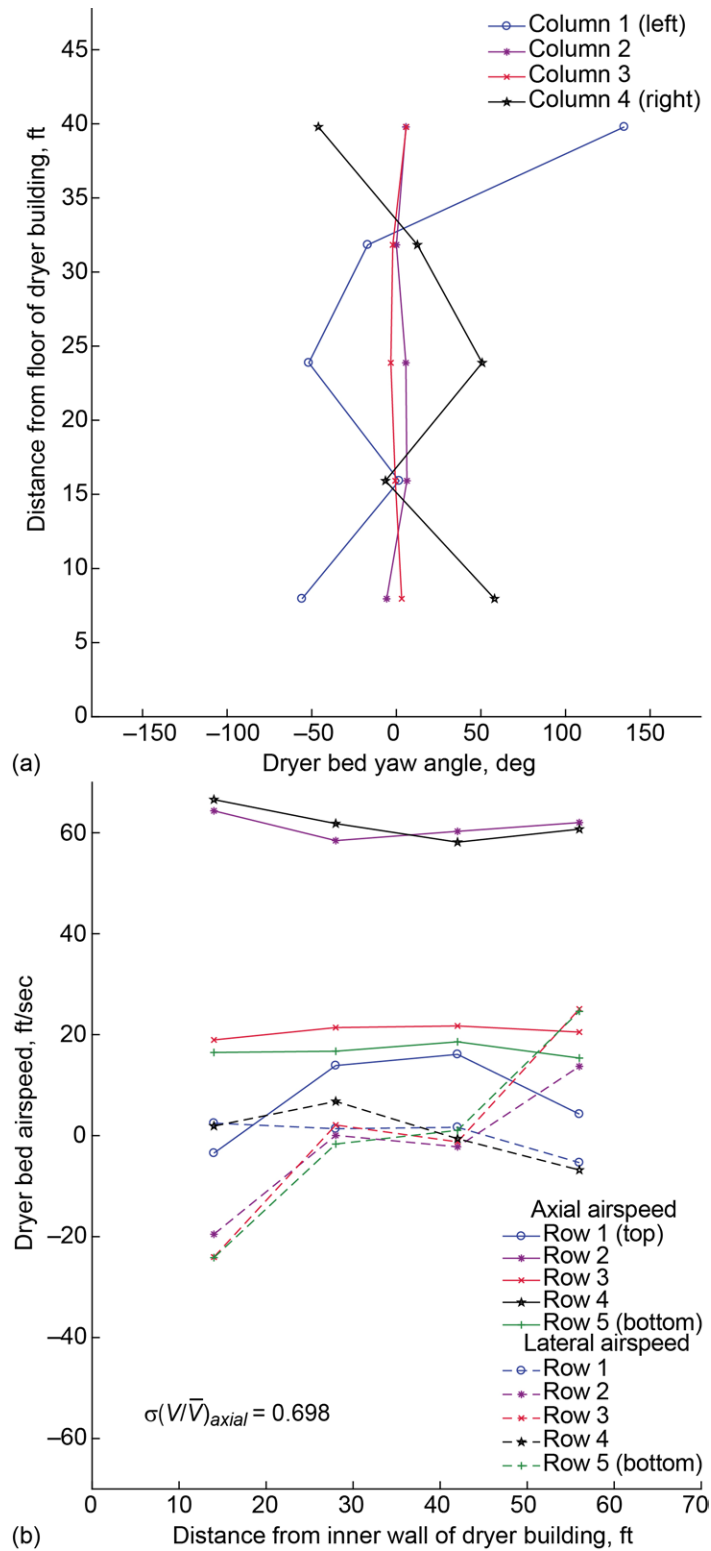 Column 1 (left)
Column 2
Column 3
Column 4 (right)
45
40
35
30
25
20
15
10
5
0
Distance from floor of dryer building, ft
–150
–100
–50
0
50
100
150
(a)
Dryer bed yaw angle, deg
60
40
20
0
–20
–40
–60
Dryer bed airspeed, ft/sec
Axial airspeed
Row 1 (top)
Row 2
Row 3
Row 4
Row 5 (bottom)
Lateral airspeed
Row 1
Row 2
Row 3
Row 4
Row 5 (bottom)
σ(V/V̅)axial = 0.698
0
10
20
30
40
50
60
70
(b)
Distance from inner wall of dryer building, ft